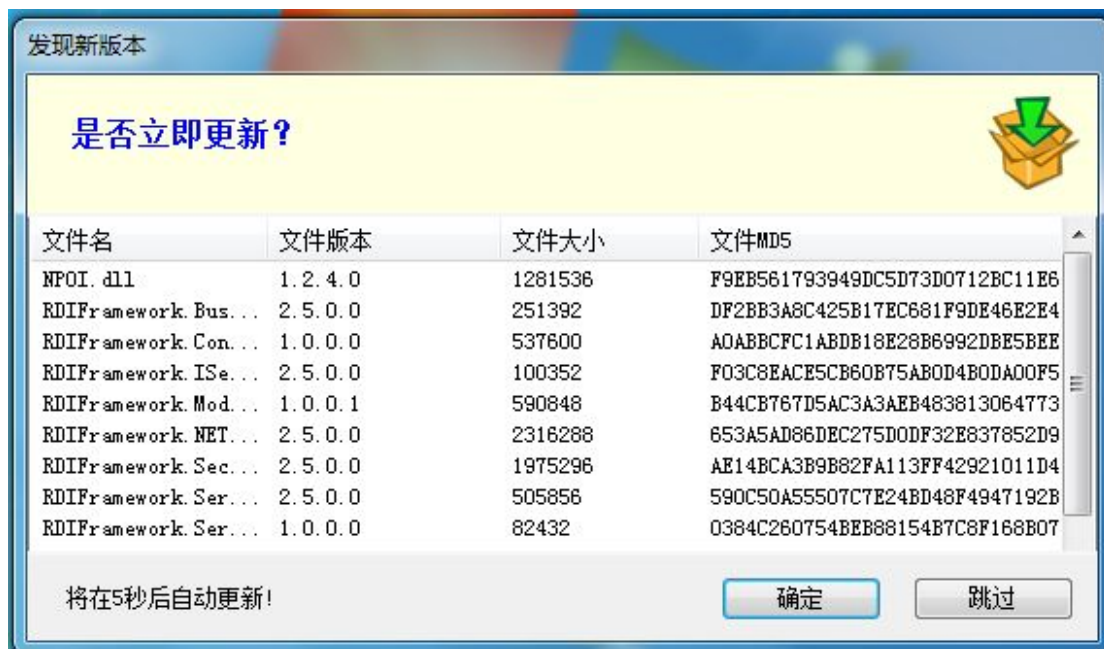 发现新版本
是否立即更新?
文件名 文件版本 文件大小 文件MD5
NPOI.dll 1.2.4.0 1281536 F9EB561793949DC5D73D0712BC11E6
RDIFramework.Bus... 2.5.0.0 251392 DF2BB3A8C425B17EC681F9DE46E2E4
RDIFramework.Con... 1.0.0.0 537600 A0ABBCFC1ABDB18E28B6992DBE5BEE
RDIFramework.ISe... 2.5.0.0 100352 F03C8EACE5CB60B75AB0D4B0DA00F5
RDIFramework.Mod... 1.0.0.1 590848 B44CB767D5AC3A3AEB483813064773
RDIFramework.NET... 2.5.0.0 2316288 653A5AD86DEC275D0DF32E837852D9
RDIFramework.Sec... 2.5.0.0 1975296 AE14BCA3B9B82FA113FF42921011D4
RDIFramework.Ser... 2.5.0.0 505856 590C50A55507C7E24BD48F4947192B
RDIFramework.Ser... 1.0.0.0 82432 0384C260754BEB88154B7C8F168B07
将在5秒后自动更新!
确定 跳过